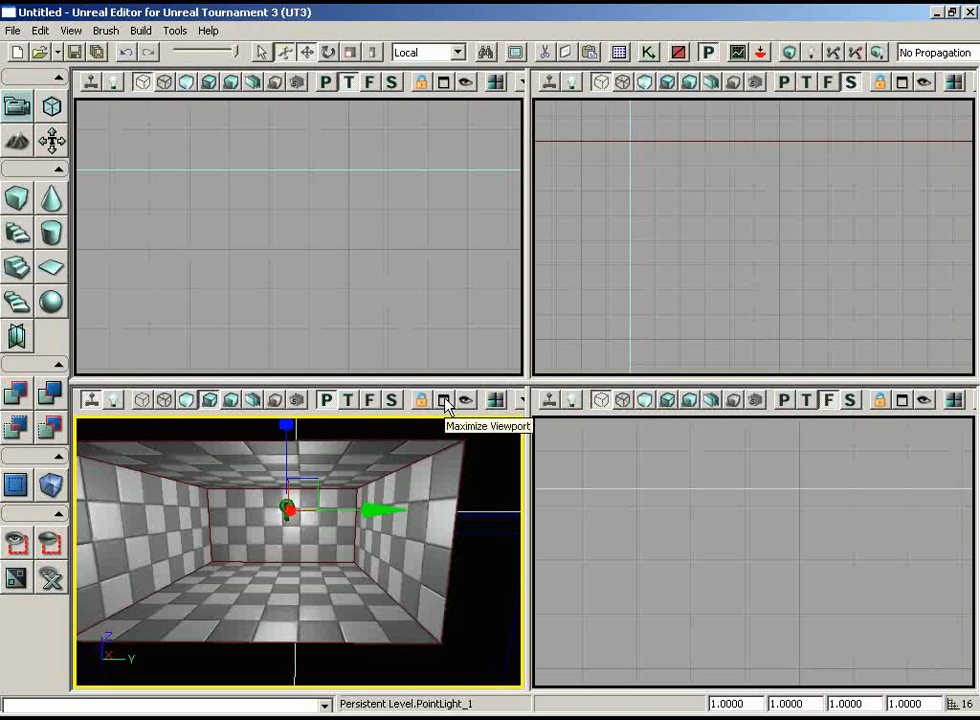 Untitled - Unreal Editor for Unreal Tournament 3 (UT3)
File Edit View Brush Build Tools Help
Local
P
No Propagation
P T F S
P T F S
P T F S
P T F S
Maximize Viewport
Z
X Y
Persistent Level.PointLight_1
1.0000 1.0000 1.0000 1.0000 16